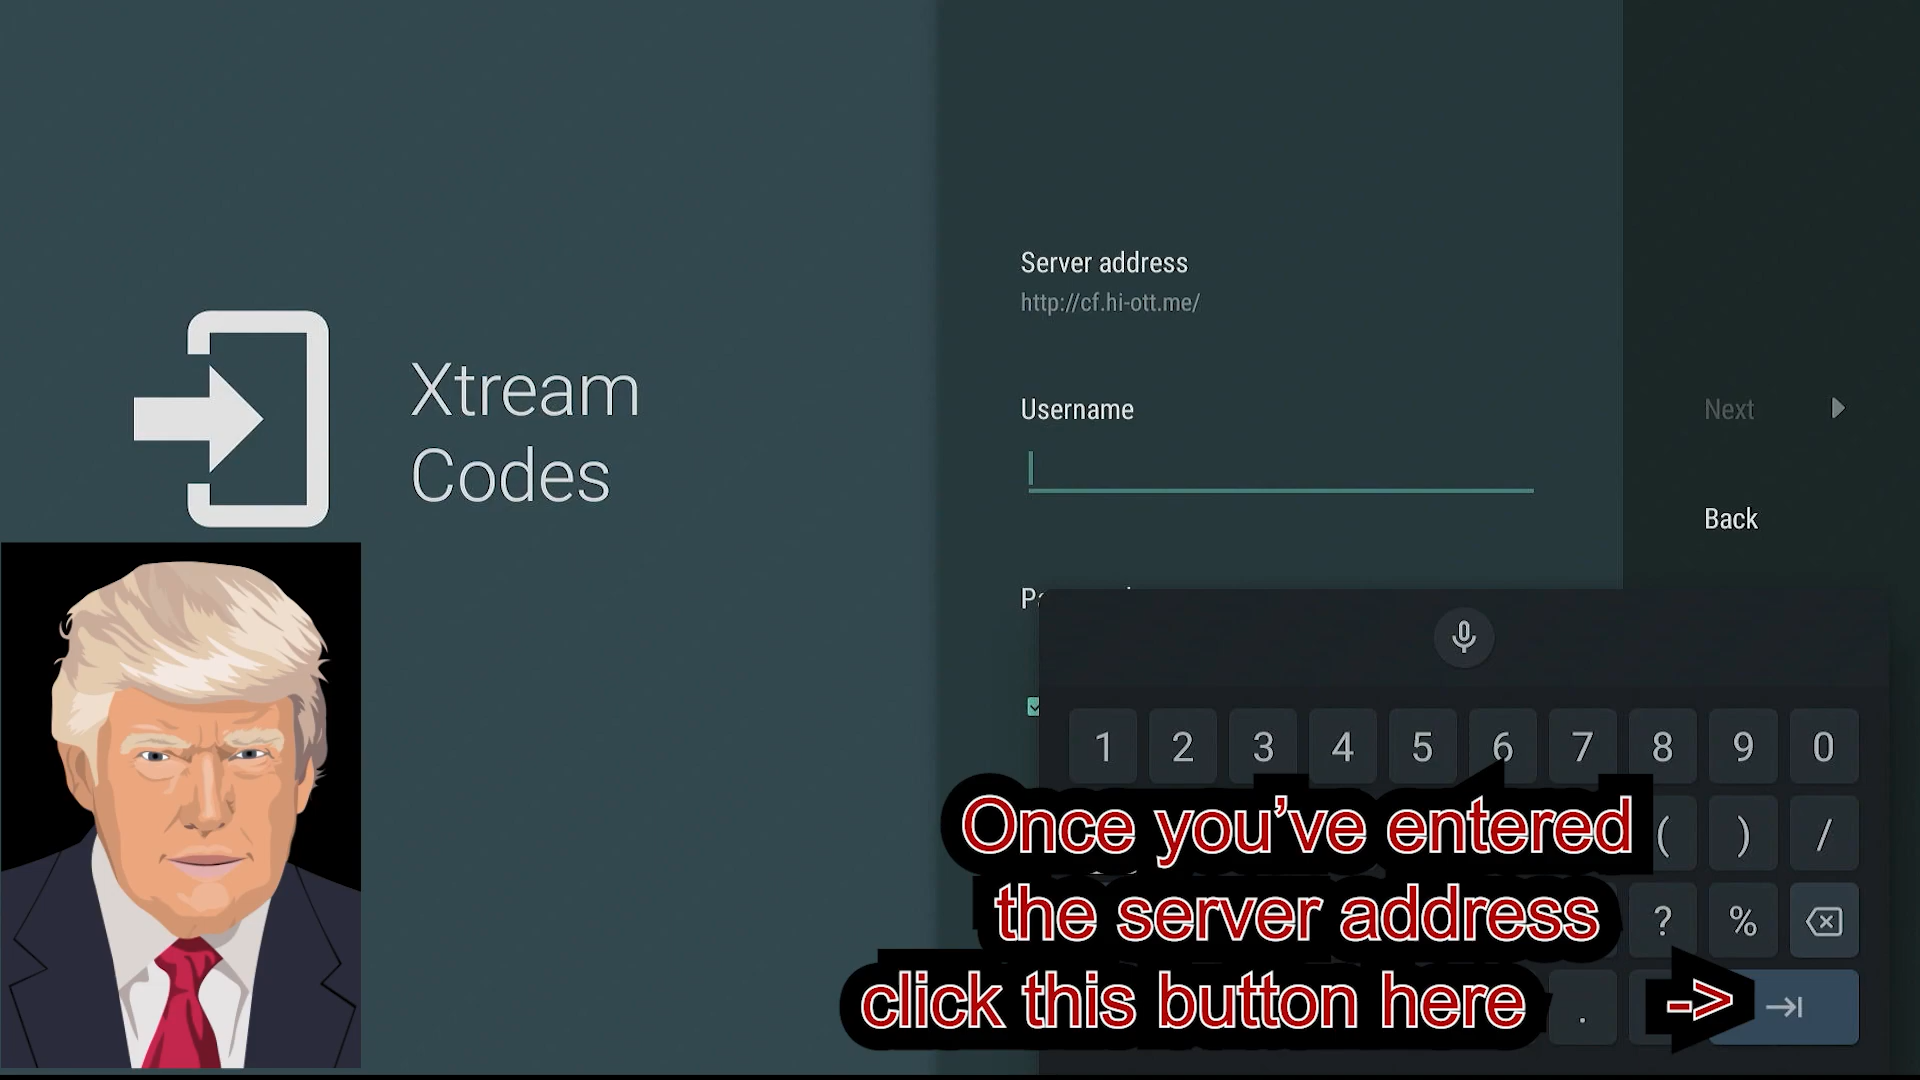 Xtream
Codes
Server address
http://cf.hi-ott.me/
Username
Next
Back
1 2 3 4 5 6 7 8 9 0
( ) /
? %
.
Once you've entered
the server address
click this button here ->